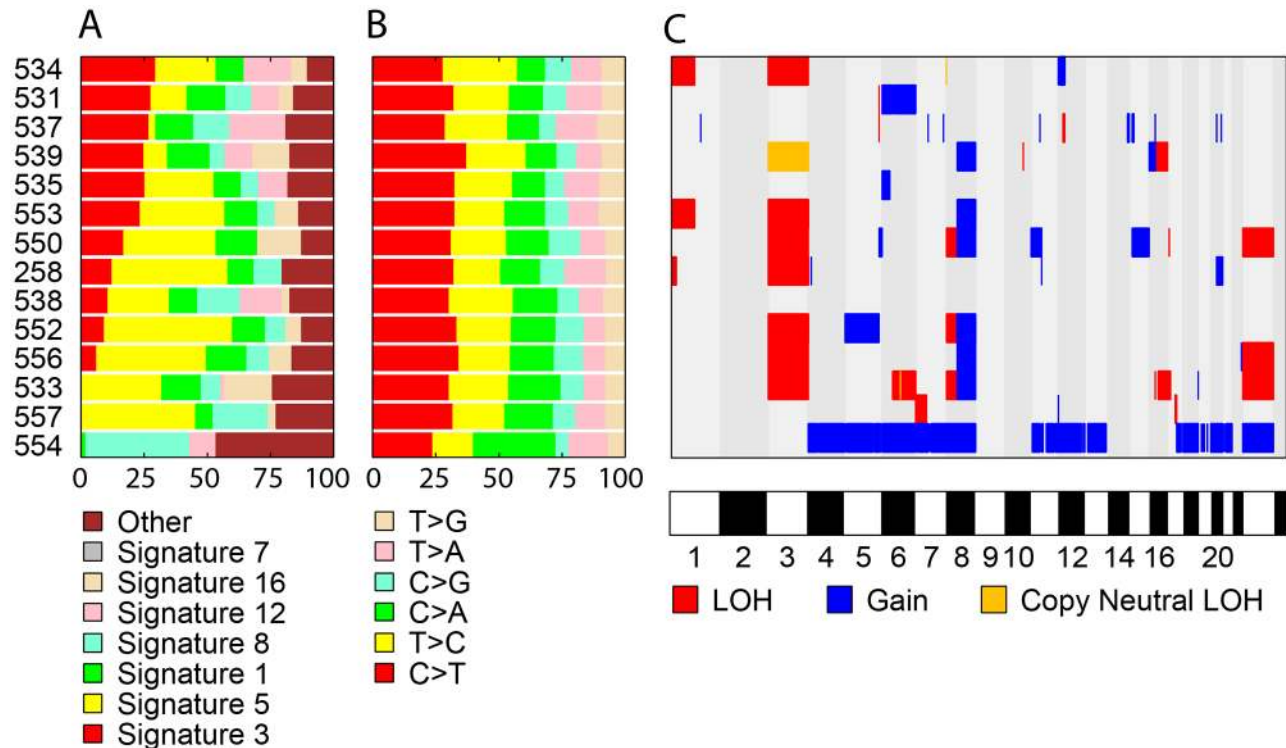 A
B
C
534
531
537
539
535
553
550
258
538
552
556
533
557
554
0 25 50 75 100
0 25 50 75 100
1 2 3 4 5 6 7 8 9 10 12 14 16 20
Other
Signature 7
Signature 16
Signature 12
Signature 8
Signature 1
Signature 5
Signature 3
T>G
T>A
C>G
C>A
T>C
C>T
LOH
Gain
Copy Neutral LOH